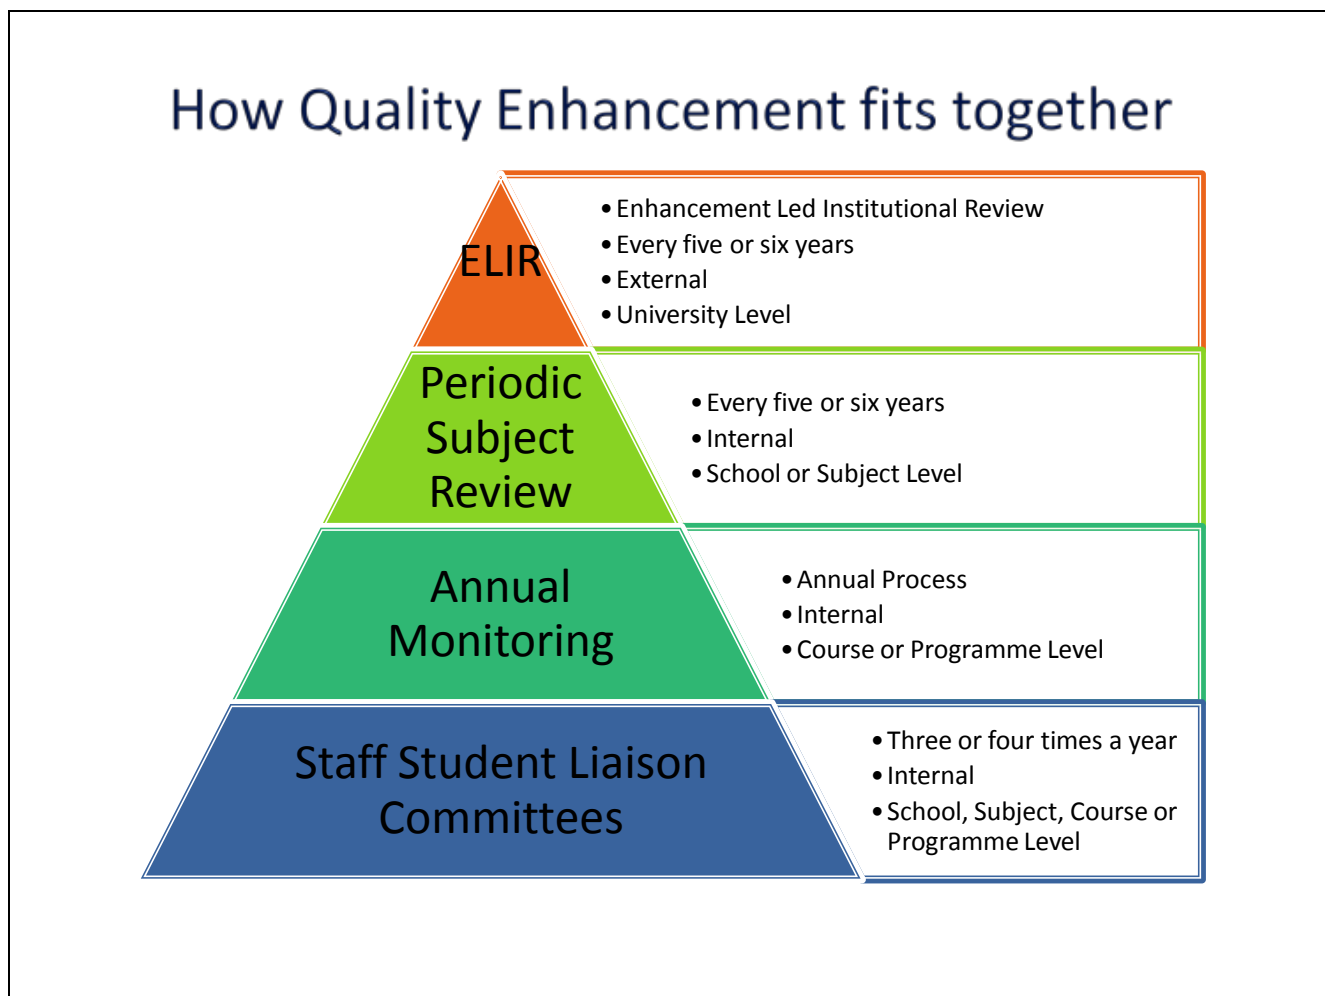 How Quality Enhancement fits together
ELIR
• Enhancement Led Institutional Review
• Every five or six years
• External
• University Level
Periodic
Subject
Review
• Every five or six years
• Internal
• School or Subject Level
Annual
Monitoring
• Annual Process
• Internal
• Course or Programme Level
Staff Student Liaison
Committees
• Three or four times a year
• Internal
• School, Subject, Course or
Programme Level